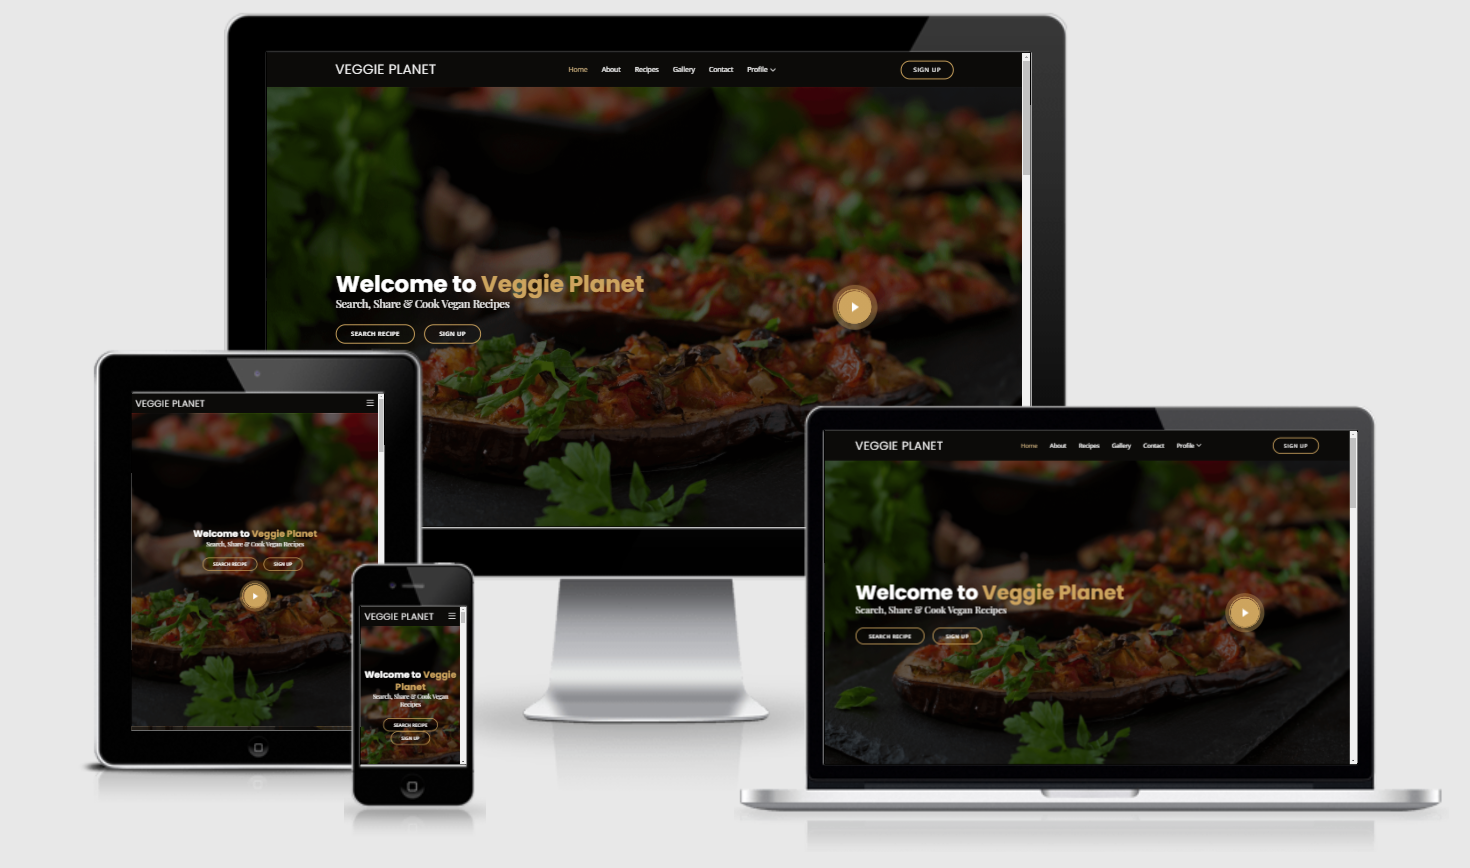 VEGGIE PLANET
Home About Recipes Gallery Contact Profile
SIGN UP
Welcome to Veggie Planet
Search, Share & Cook Vegan Recipes
SEARCH RECIPE SIGN UP
VEGGIE PLANET
Welcome to Veggie Planet
Search, Share & Cook Vegan Recipes
SEARCH RECIPE SIGN UP
VEGGIE PLANET
Welcome to Veggie
Planet
Search, Share & Cook Vegan
Recipes
SEARCH RECIPE
SIGN UP
VEGGIE PLANET
Home About Recipes Gallery Contact Profile
SIGN UP
Welcome to Veggie Planet
Search, Share & Cook Vegan Recipes
SEARCH RECIPE SIGN UP